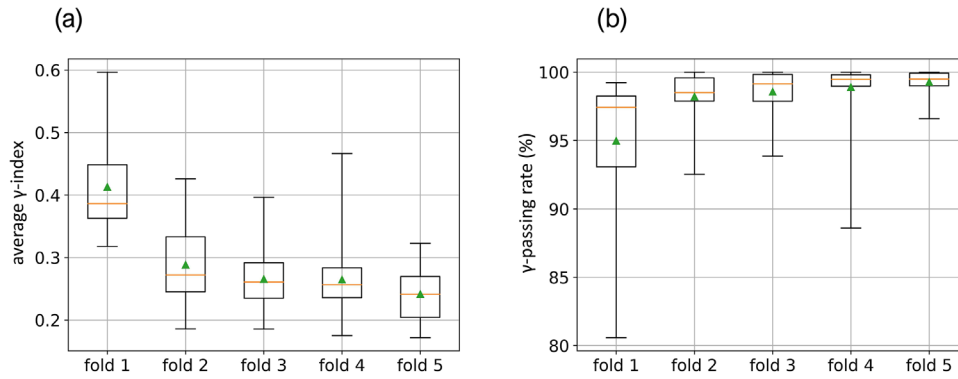 (a)
(b)
average γ-index
0.6
0.5
0.4
0.3
0.2
fold 1 fold 2 fold 3 fold 4 fold 5
γ-passing rate (%)
100
95
90
85
80
fold 1 fold 2 fold 3 fold 4 fold 5